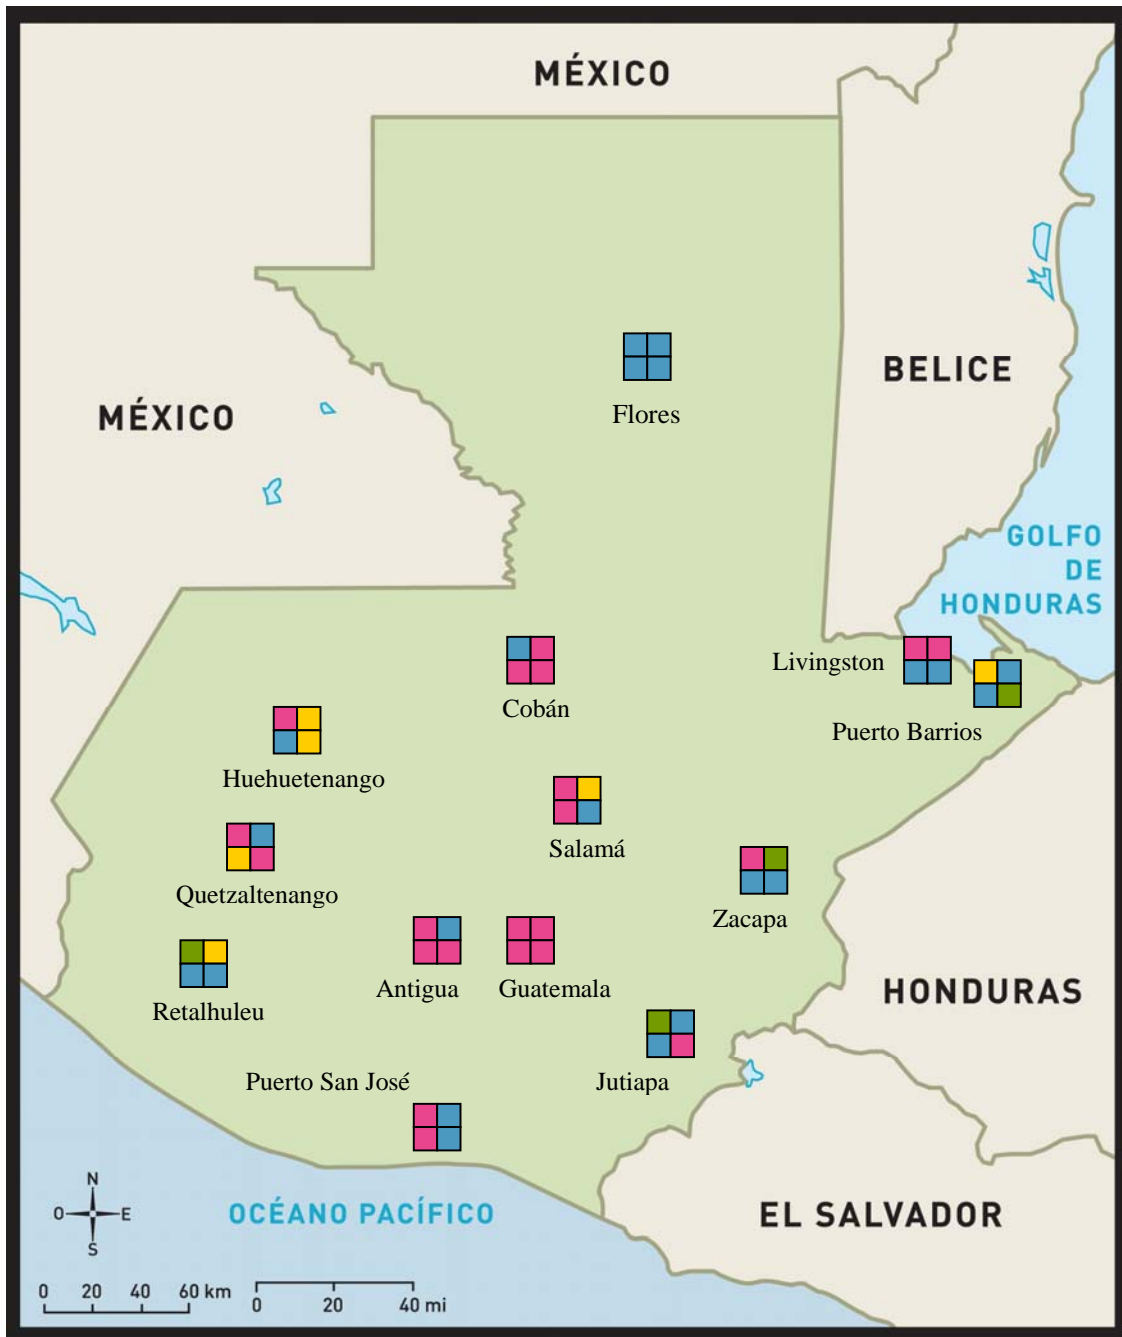 MÉXICO
Flores
BELICE
MÉXICO
GOLFO
DE
HONDURAS
Livingston
Cobán
Puerto Barrios
Huehuetenango
Salamá
Quetzaltenango
Zacapa
Antigua
Guatemala
Retalhuleu
HONDURAS
Puerto San José
Jutiapa
N
O E
S
OCÉANO PACÍFICO
EL SALVADOR
0 20 40 60 km
0 20 40 mi